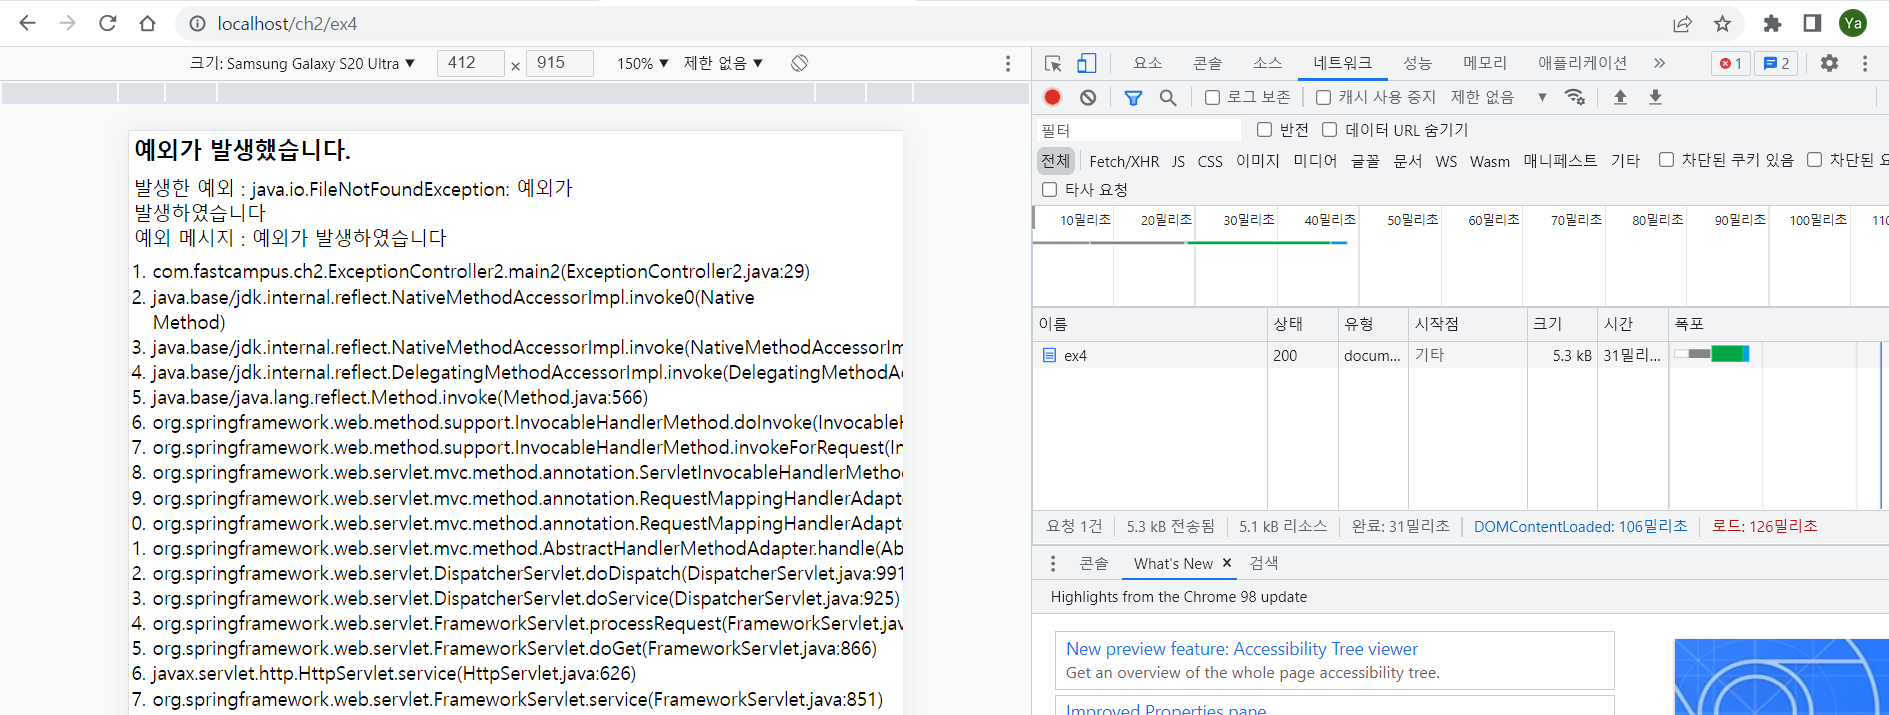 localhost/ch2/ex4
Ya
크기: Samsung Galaxy S20 Ultra ▼ 412 × 915 150% ▼ 제한 없음 ▼
요소 콘솔 소스 네트워크 성능 메모리 애플리케이션 » 1 2
로그 보존 캐시 사용 중지 제한 없음 ▼
필터 반전 데이터 URL 숨기기
전체 Fetch/XHR JS CSS 이미지 미디어 글꼴 문서 WS Wasm 매니페스트 기타 차단된 쿠키 있음 차단된
타사 요청
10밀리초 20밀리초 30밀리초 40밀리초 50밀리초 60밀리초 70밀리초 80밀리초 90밀리초 100밀리초 110
이름 상태 유형 시작점 크기 시간 폭포
ex4 200 docum... 기타 5.3 kB 31밀리...
요청 1건 5.3 kB 전송됨 5.1 kB 리소스 완료: 31밀리초 DOMContentLoaded: 106밀리초 로드: 126밀리초
콘솔 What's New × 검색
Highlights from the Chrome 98 update
New preview feature: Accessibility Tree viewer
Get an overview of the whole page accessibility tree.
Improved Properties pane
예외가 발생했습니다.
발생한 예외 : java.io.FileNotFoundException: 예외가
발생하였습니다
예외 메시지 : 예외가 발생하였습니다
1. com.fastcampus.ch2.ExceptionController2.main2(ExceptionController2.java:29)
2. java.base/jdk.internal.reflect.NativeMethodAccessorImpl.invoke0(Native
Method)
3. java.base/jdk.internal.reflect.NativeMethodAccessorImpl.invoke(NativeMethodAccessorIm
4. java.base/jdk.internal.reflect.DelegatingMethodAccessorImpl.invoke(DelegatingMethodAc
5. java.base/java.lang.reflect.Method.invoke(Method.java:566)
6. org.springframework.web.method.support.InvocableHandlerMethod.doInvoke(InvocableH
7. org.springframework.web.method.support.InvocableHandlerMethod.invokeForRequest(In
8. org.springframework.web.servlet.mvc.method.annotation.ServletInvocableHandlerMetho
9. org.springframework.web.servlet.mvc.method.annotation.RequestMappingHandlerAdapte
0. org.springframework.web.servlet.mvc.method.annotation.RequestMappingHandlerAdapte
1. org.springframework.web.servlet.mvc.method.AbstractHandlerMethodAdapter.handle(Ab
2. org.springframework.web.servlet.DispatcherServlet.doDispatch(DispatcherServlet.java:991
3. org.springframework.web.servlet.DispatcherServlet.doService(DispatcherServlet.java:925)
4. org.springframework.web.servlet.FrameworkServlet.processRequest(FrameworkServlet.jav
5. org.springframework.web.servlet.FrameworkServlet.doGet(FrameworkServlet.java:866)
6. javax.servlet.http.HttpServlet.service(HttpServlet.java:626)
7. org.springframework.web.servlet.FrameworkServlet.service(FrameworkServlet.java:851)